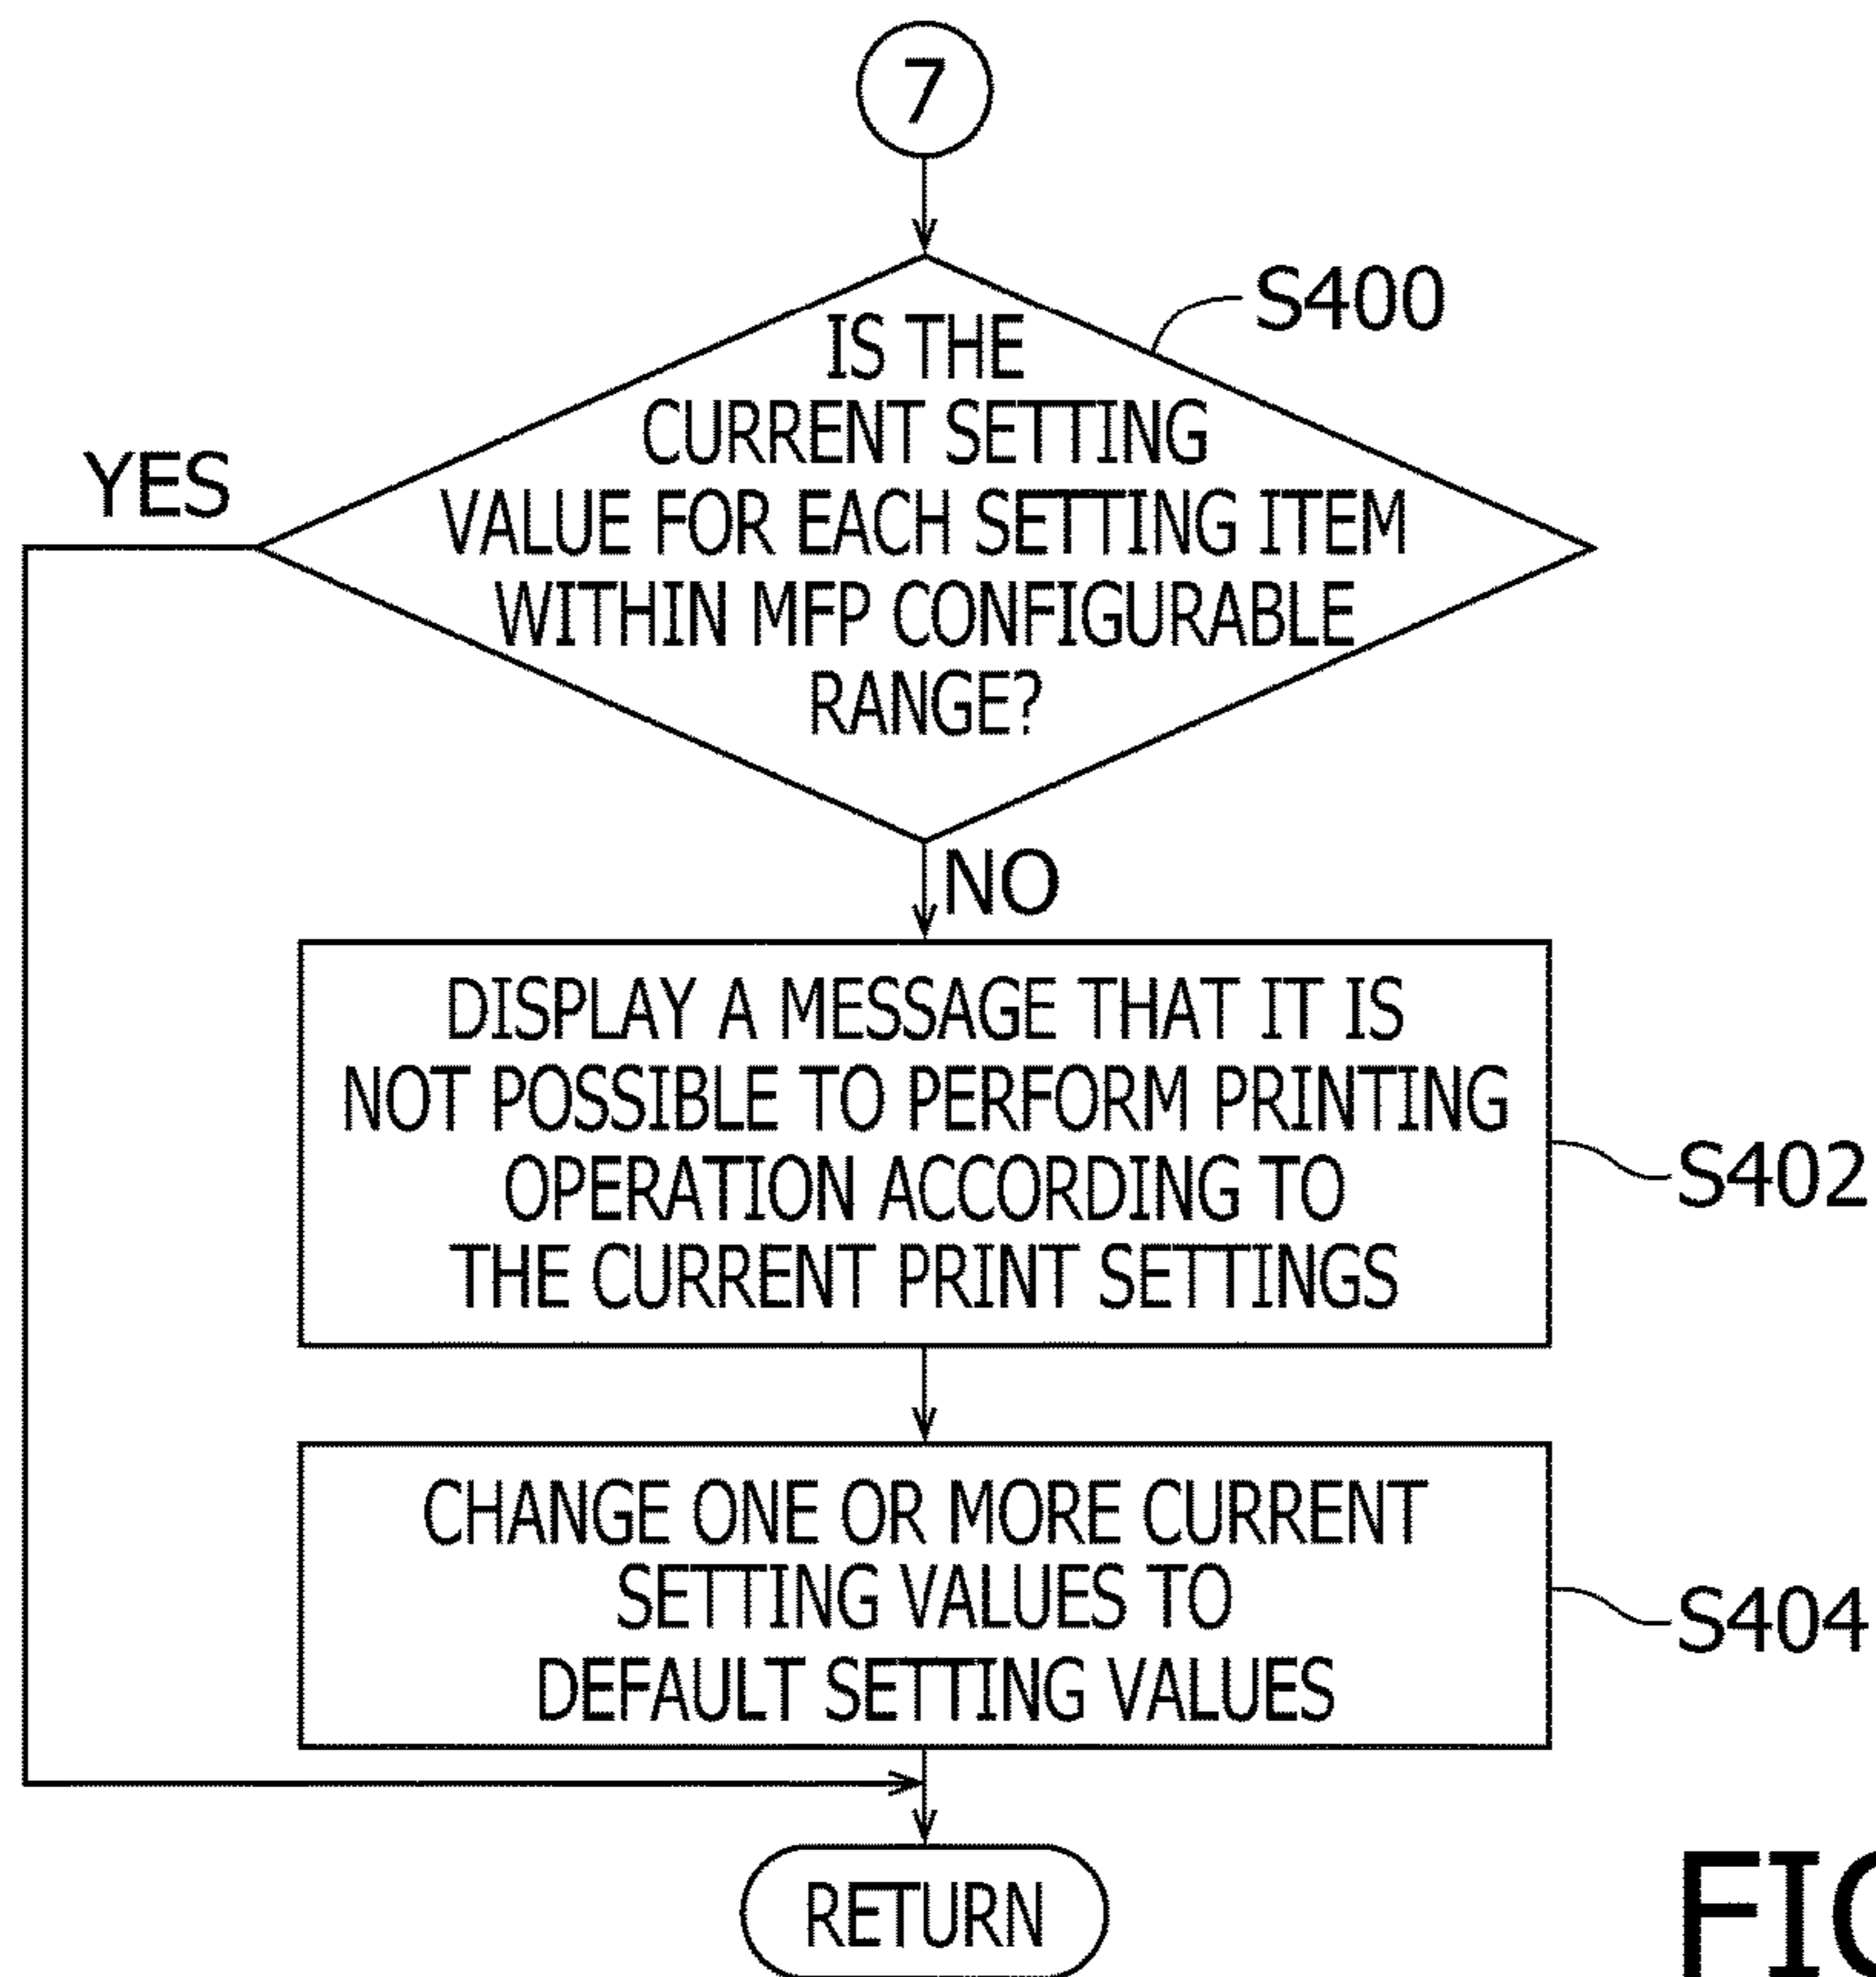 7
S400
IS THE
CURRENT SETTING
VALUE FOR EACH SETTING ITEM
WITHIN MFP CONFIGURABLE
RANGE?
YES
NO
DISPLAY A MESSAGE THAT IT IS
NOT POSSIBLE TO PERFORM PRINTING
OPERATION ACCORDING TO
THE CURRENT PRINT SETTINGS
S402
CHANGE ONE OR MORE CURRENT
SETTING VALUES TO
DEFAULT SETTING VALUES
S404
RETURN